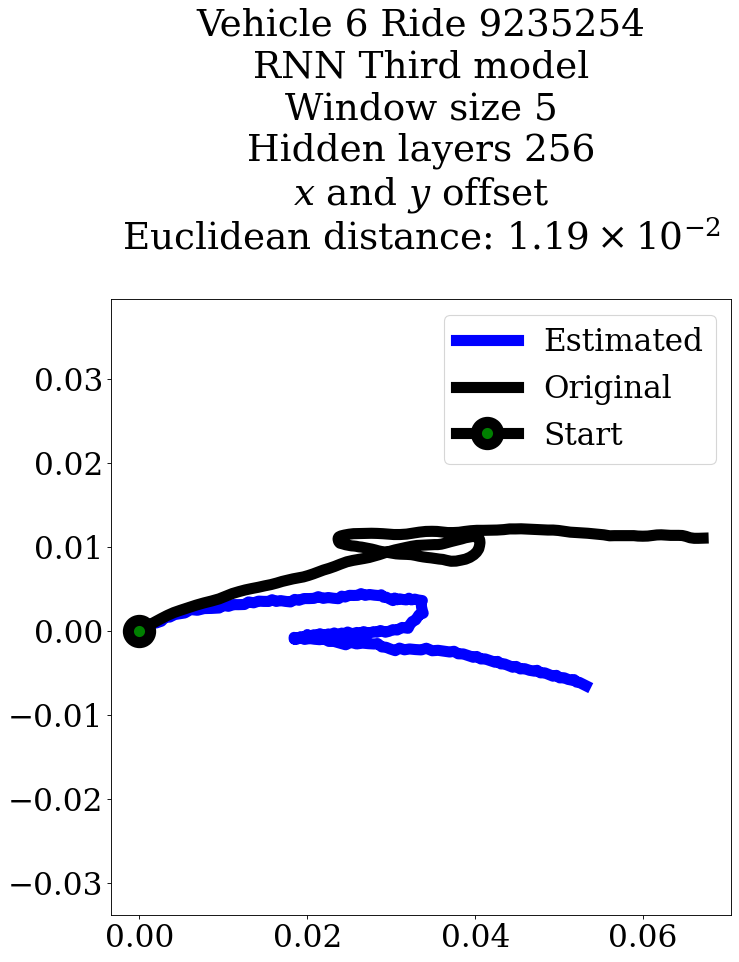 Vehicle 6 Ride 9235254
RNN Third model
Window size 5
Hidden layers 256
x and y offset
Euclidean distance: 1.19 × 10⁻²
Estimated
Original
Start
0.03
0.02
0.01
0.00
−0.01
−0.02
−0.03
0.00 0.02 0.04 0.06